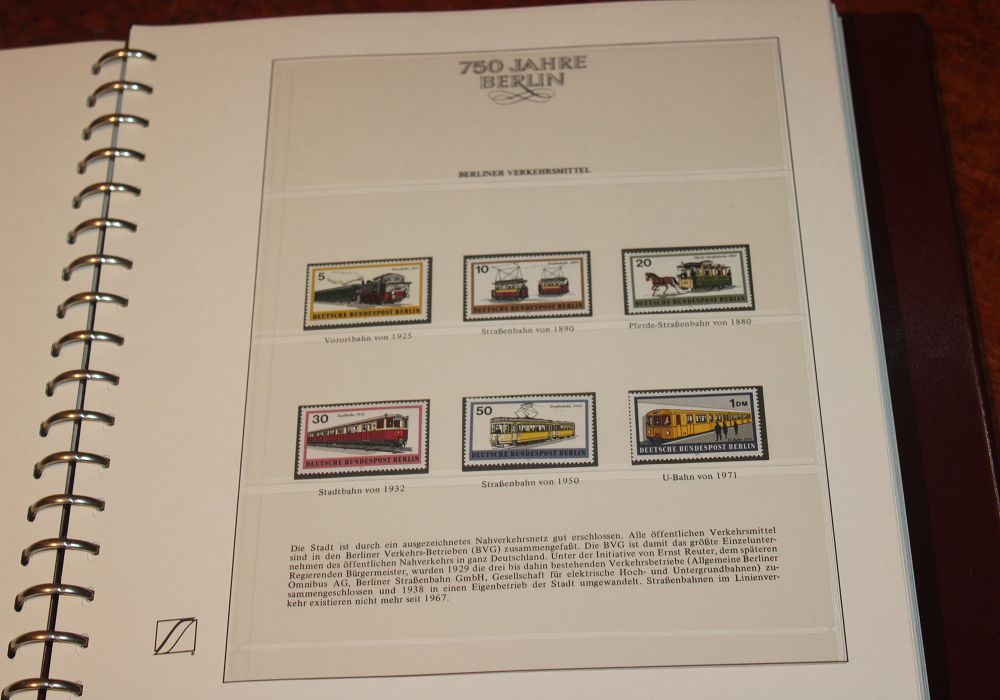 750 JAHRE
BERLIN
BERLINER VERKEHRSMITTEL
5
DEUTSCHE BUNDESPOST BERLIN
Vorortbahn von 1925
10
DEUTSCHE BUNDESPOST BERLIN
Straßenbahn von 1890
20
DEUTSCHE BUNDESPOST BERLIN
Pferde-Straßenbahn von 1880
30
DEUTSCHE BUNDESPOST BERLIN
Stadtbahn von 1932
50
DEUTSCHE BUNDESPOST BERLIN
Straßenbahn von 1950
1 DM
DEUTSCHE BUNDESPOST BERLIN
U-Bahn von 1971
Die Stadt ist durch ein ausgezeichnetes Nahverkehrsnetz gut erschlossen. Alle öffentlichen Verkehrsmittel
sind in den Berliner Verkehrs-Betrieben (BVG) zusammengefaßt. Die BVG ist damit das größte Einzelunter-
nehmen des öffentlichen Nahverkehrs in ganz Deutschland. Unter der Initiative von Ernst Reuter, dem späteren
Regierenden Bürgermeister, wurden 1929 die drei bis dahin bestehenden Verkehrsbetriebe (Allgemeine Berliner
Omnibus AG, Berliner Straßenbahn GmbH, Gesellschaft für elektrische Hoch- und Untergrundbahnen) zu-
sammengeschlossen und 1938 in einen Eigenbetrieb der Stadt umgewandelt. Straßenbahnen im Linienver-
kehr existieren nicht mehr seit 1967.